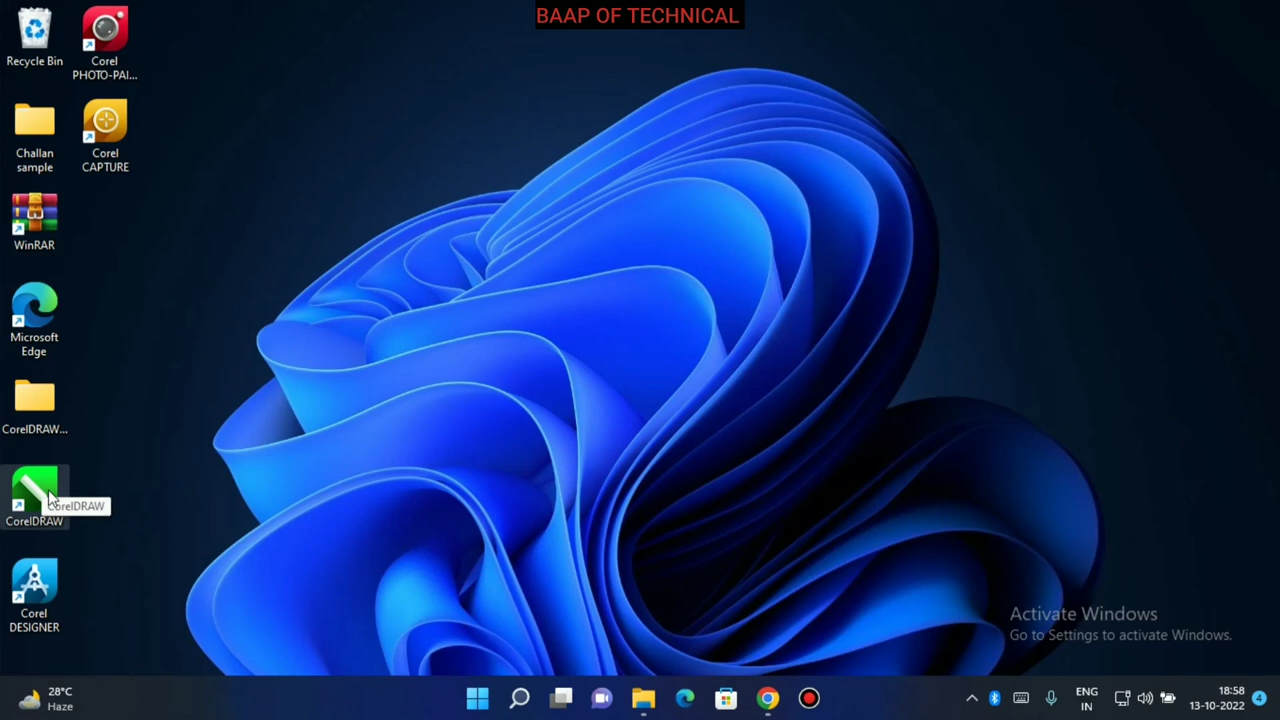 BAAP OF TECHNICAL
Recycle Bin
Corel
PHOTO-PAI...
Challan
sample
Corel
CAPTURE
WinRAR
Microsoft
Edge
CorelDRAW...
CorelDRAW
CorelDRAW
Corel
DESIGNER
Activate Windows
Go to Settings to activate Windows.
28°C
Haze
ENG
IN
18:58
13-10-2022
4